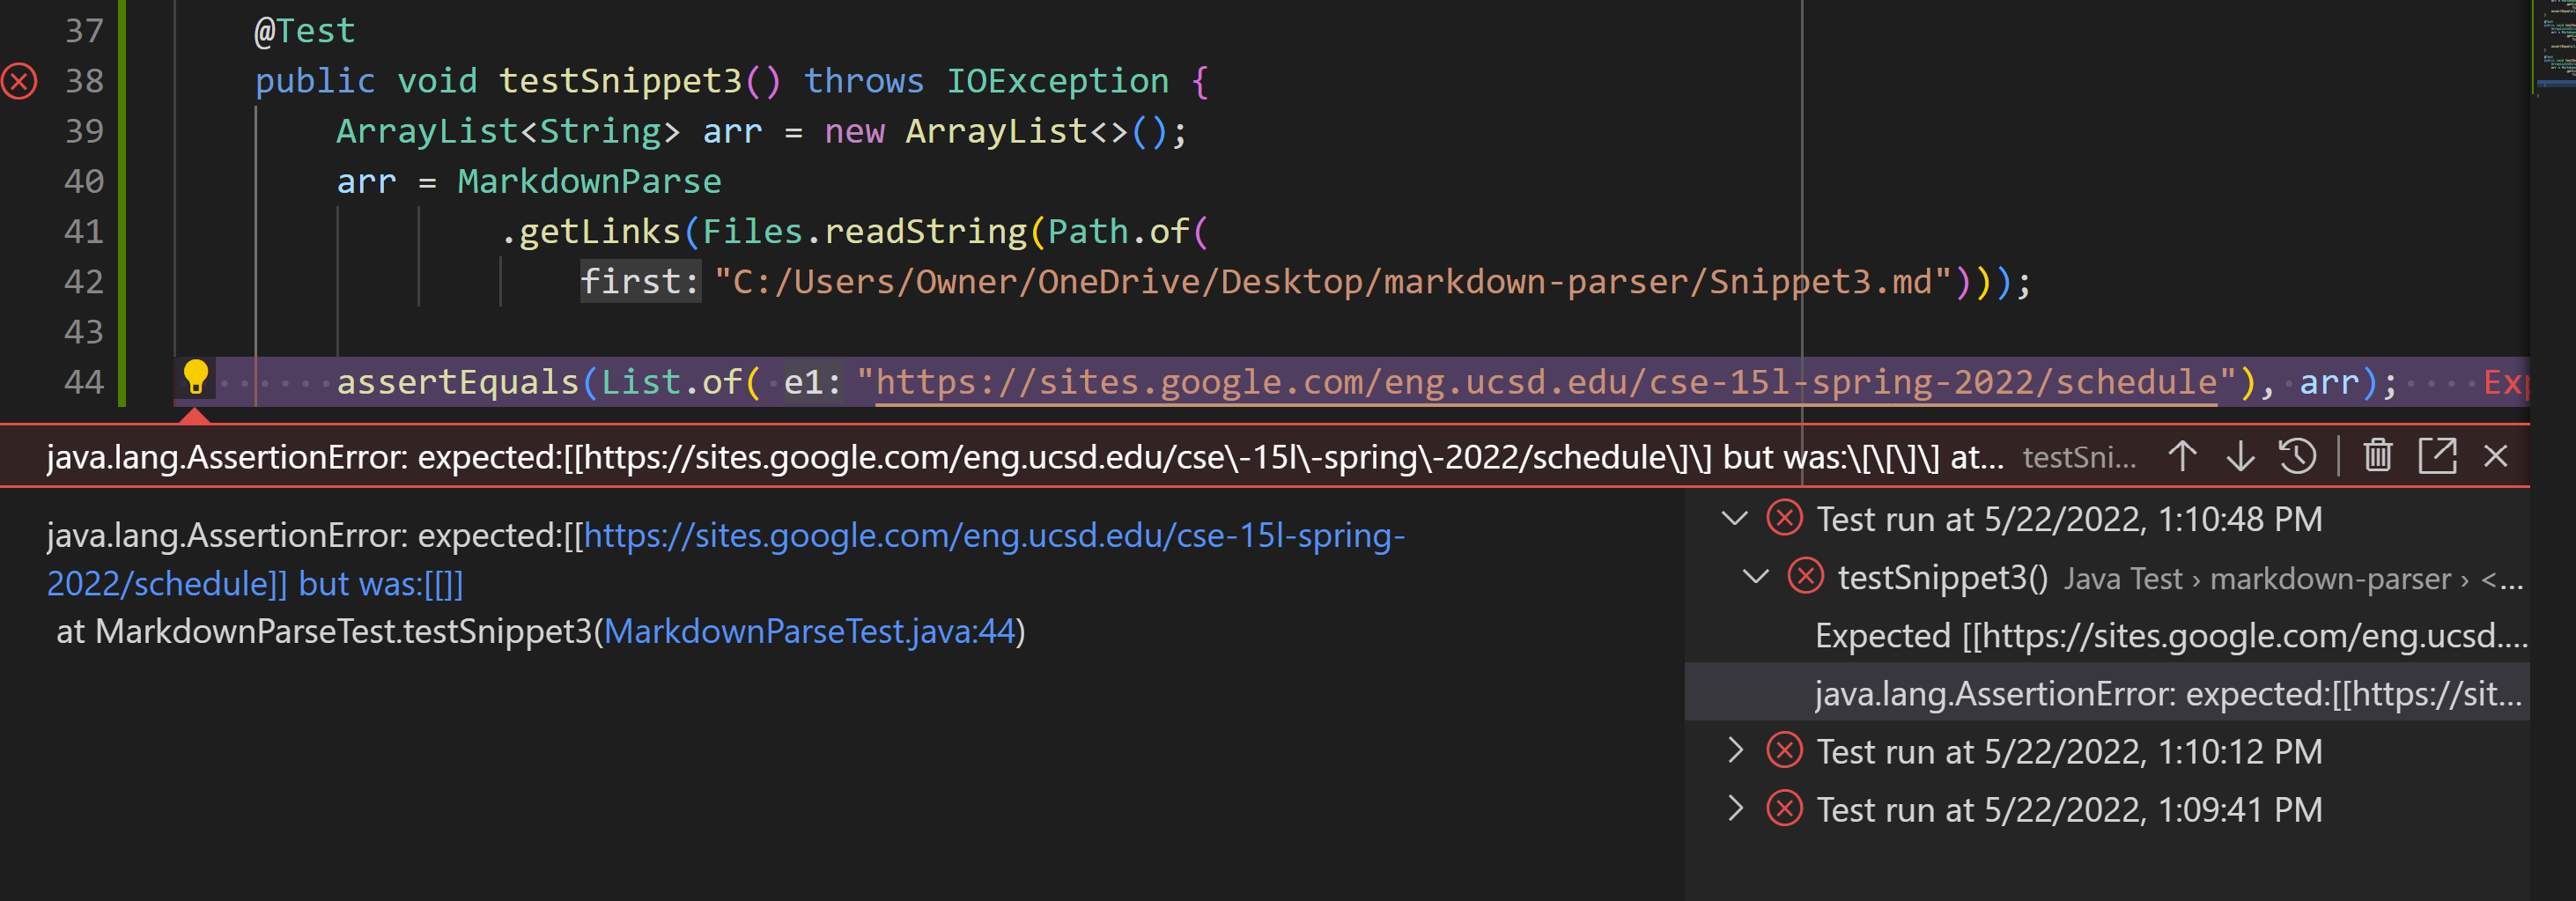 37 @Test
38 public void testSnippet3() throws IOException {
39 ArrayList<String> arr = new ArrayList<>();
40 arr = MarkdownParse
41 .getLinks(Files.readString(Path.of(
42 first: "C:/Users/Owner/OneDrive/Desktop/markdown-parser/Snippet3.md")));
43
44 assertEquals(List.of( e1: "https://sites.google.com/eng.ucsd.edu/cse-15l-spring-2022/schedule"), arr); Exp
java.lang.AssertionError: expected:[[https://sites.google.com/eng.ucsd.edu/cse\-15l\-spring\-2022/schedule\]\] but was:\[\[\]\] at... testSni...
java.lang.AssertionError: expected:[[https://sites.google.com/eng.ucsd.edu/cse-15l-spring-
2022/schedule]] but was:[[]]
at MarkdownParseTest.testSnippet3(MarkdownParseTest.java:44)
Test run at 5/22/2022, 1:10:48 PM
testSnippet3() Java Test › markdown-parser › <...
Expected [[https://sites.google.com/eng.ucsd....
java.lang.AssertionError: expected:[[https://sit...
Test run at 5/22/2022, 1:10:12 PM
Test run at 5/22/2022, 1:09:41 PM